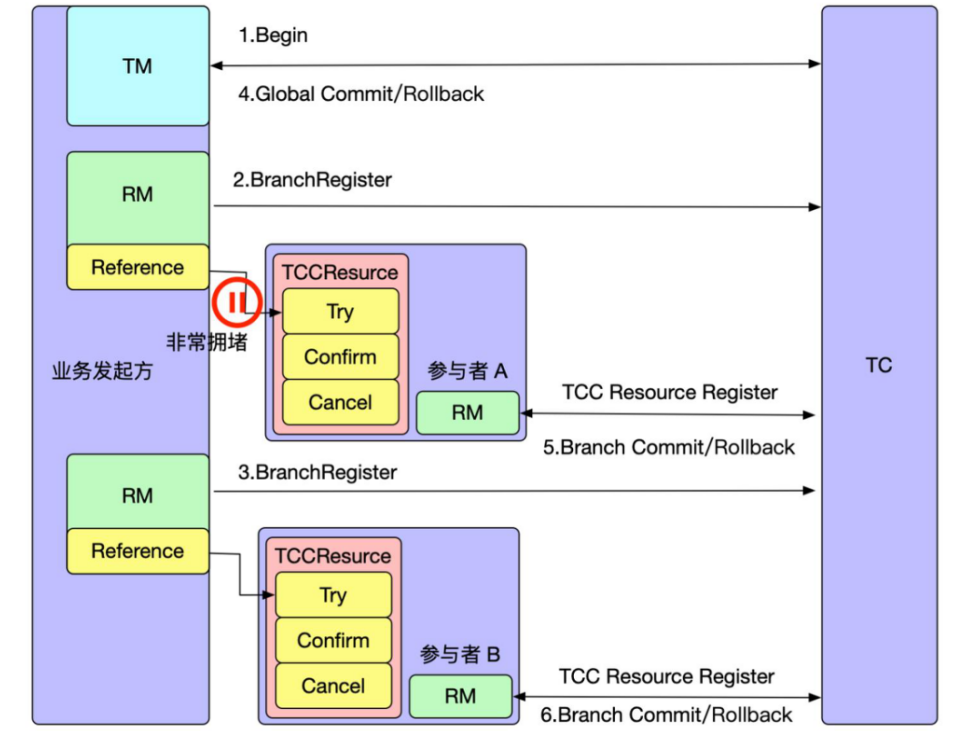 1.Begin
TM
4.Global Commit/Rollback
RM
2.BranchRegister
Reference
TCCResurce
Try
非常拥堵
Confirm
业务发起方
参与者 A
TC
Cancel
RM
TCC Resource Register
5.Branch Commit/Rollback
3.BranchRegister
RM
Reference
TCCResurce
Try
Confirm
参与者 B
Cancel
RM
TCC Resource Register
6.Branch Commit/Rollback